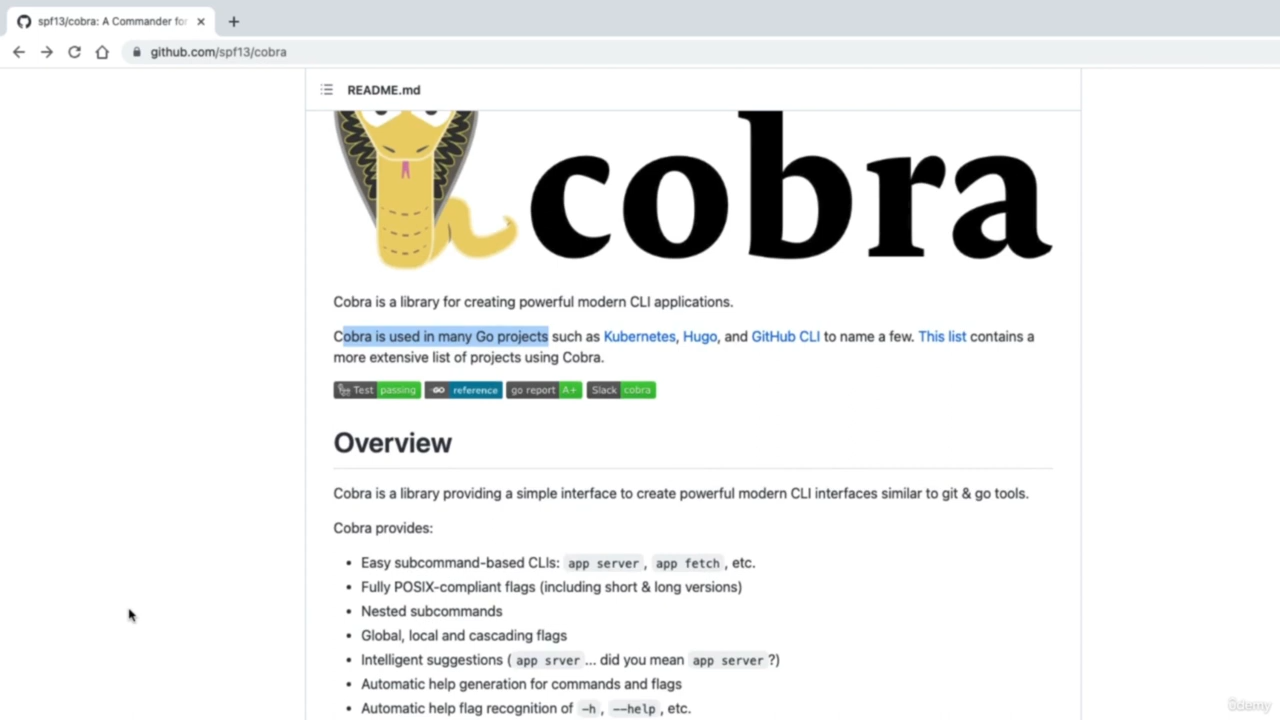 spf13/cobra: A Commander for
github.com/spf13/cobra
README.md
cobra
Cobra is a library for creating powerful modern CLI applications.
Cobra is used in many Go projects such as Kubernetes, Hugo, and GitHub CLI to name a few. This list contains a
more extensive list of projects using Cobra.
Test passing GO reference go report A+ Slack cobra
Overview
Cobra is a library providing a simple interface to create powerful modern CLI interfaces similar to git & go tools.
Cobra provides:
• Easy subcommand-based CLIs: app server, app fetch, etc.
• Fully POSIX-compliant flags (including short & long versions)
• Nested subcommands
• Global, local and cascading flags
• Intelligent suggestions (app srver... did you mean app server?)
• Automatic help generation for commands and flags
• Automatic help flag recognition of -h, --help, etc.
ûdemy